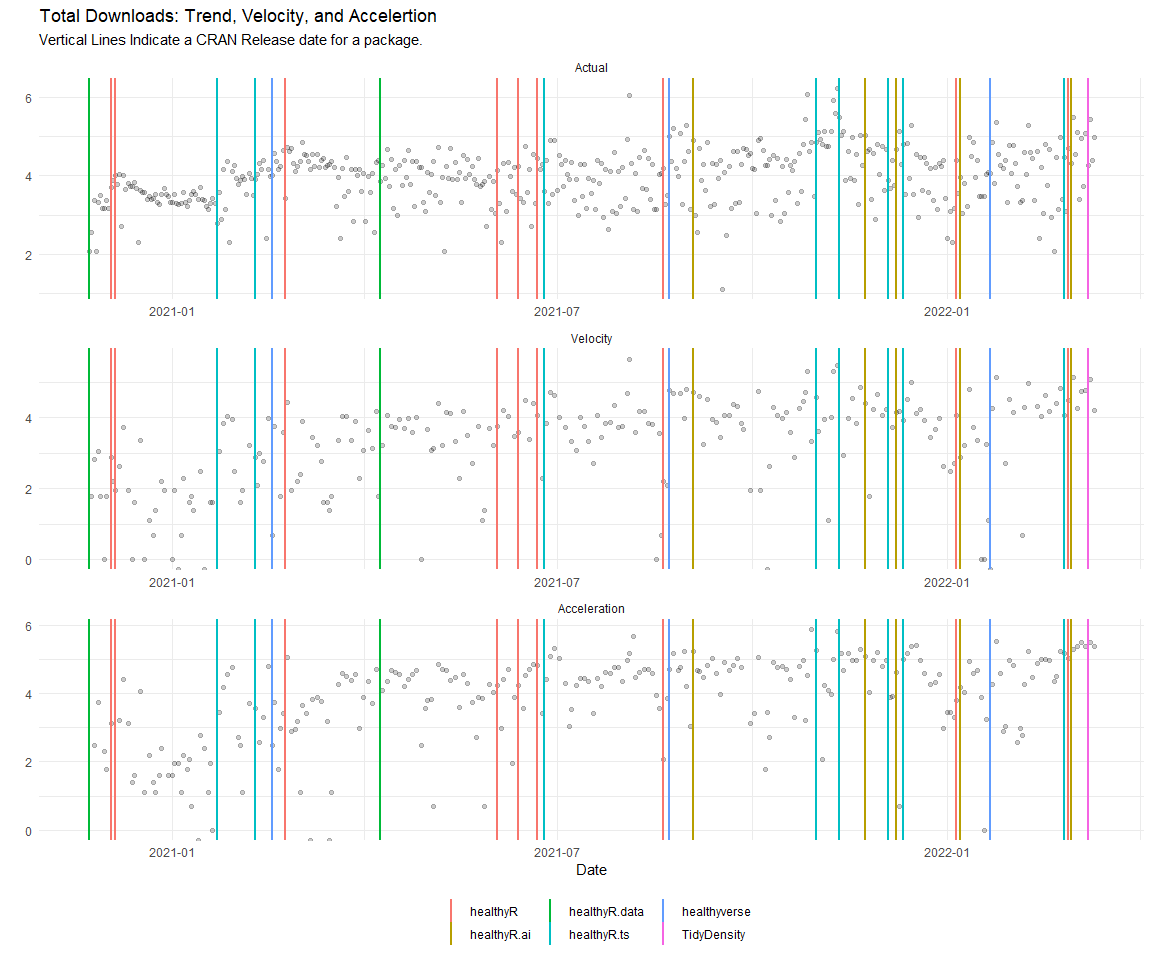 Total Downloads: Trend, Velocity, and Accelertion
Vertical Lines Indicate a CRAN Release date for a package.
Actual
6
4
2
2021-01 2021-07 2022-01
Velocity
4
2
0
2021-01 2021-07 2022-01
Acceleration
6
4
2
0
2021-01 2021-07 2022-01
Date
healthyR healthyR.data healthyverse
healthyR.ai healthyR.ts TidyDensity